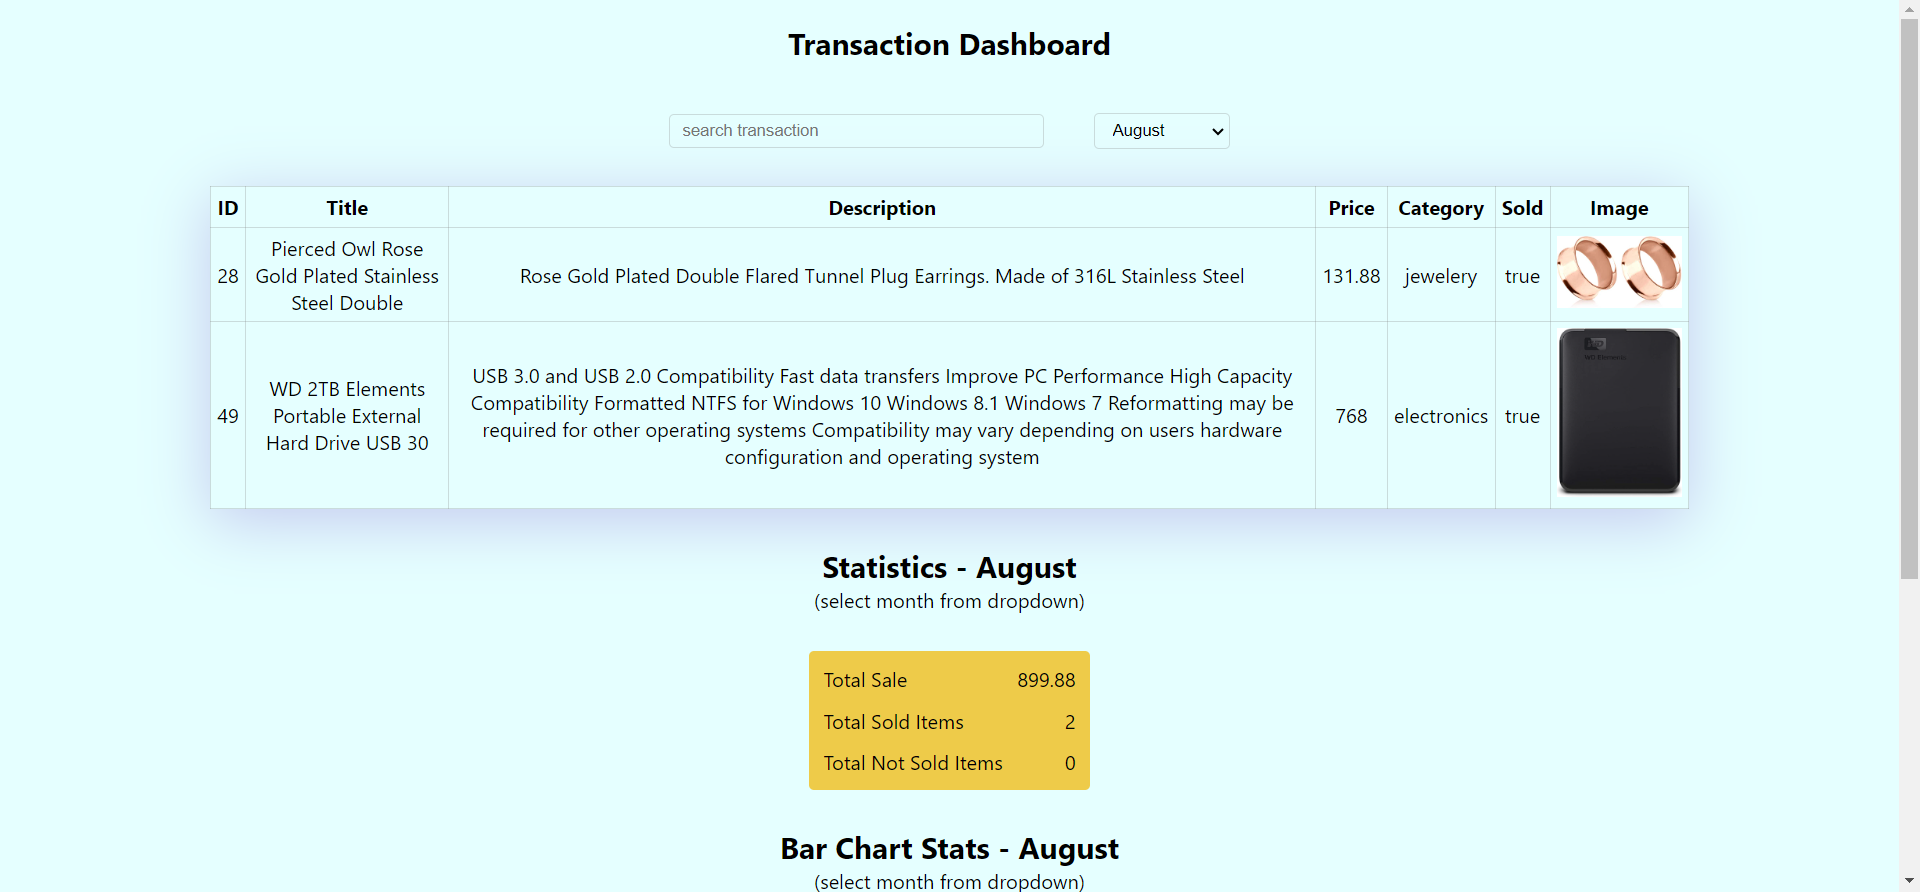 Transaction Dashboard
search transaction
August
ID Title Description Price Category Sold Image
28
Pierced Owl Rose
Gold Plated Stainless
Steel Double
Rose Gold Plated Double Flared Tunnel Plug Earrings. Made of 316L Stainless Steel
131.88
jewelery
true
49
WD 2TB Elements
Portable External
Hard Drive USB 30
USB 3.0 and USB 2.0 Compatibility Fast data transfers Improve PC Performance High Capacity
Compatibility Formatted NTFS for Windows 10 Windows 8.1 Windows 7 Reformatting may be
required for other operating systems Compatibility may vary depending on users hardware
configuration and operating system
768
electronics
true
WD
WD Elements
Statistics - August
(select month from dropdown)
Total Sale 899.88
Total Sold Items 2
Total Not Sold Items 0
Bar Chart Stats - August
(select month from dropdown)